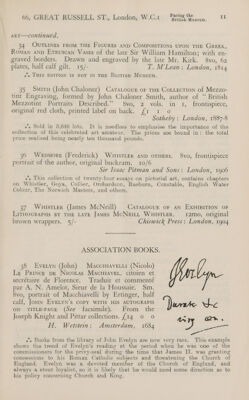 66, GREAT RUSSELL ST., London, W.C.1 Facing the British Museum. 11
ART—continued.
34 OUTLINES FROM THE FIGURES AND COMPOSITIONS UPON THE GREEK,
ROMAN AND ETRUSCAN VASES of the late Sir William Hamilton; with en-
graved borders. Drawn and engraved by the late Mr. Kirk. 8vo, 62
plates, half calf gilt. 15/- T. M'Lean : London, 1814
∴ THIS EDITION IS NOT IN THE BRITISH MUSEUM.
35 SMITH (John Chaloner) CATALOGUE OF THE COLLECTION OF MEZZO-
TINT ENGRAVING, formed by John Chaloner Smith, author of "British
Mezzotint Portraits Described." 8vo, 2 vols. in 1, frontispiece,
original red cloth, printed label on back. £1 1 0
Sotheby : London, 1887-8
∴ Sold in 2,086 lots. It is needless to emphasise the importance of the
collection of this celebrated art amateur. The prices are bound in : the total
prise realised being nearly ten thousand pounds.
36 WEDMORE (Frederick) WHISTLER AND OTHERS. 8vo, frontispiece
portrait of the author, original buckram. 10/6
Sir Isaac Pitman and Sons : London, 1906
∴ This collection of twenty-four essays on pictorial art, contains chapters
on Whistler, Goya, Collier, Orchardson, Bauhuin, Constable, English Water
Colour, The Norwich Masters, and others.
37 WHISTLER (James McNeill) CATALOGUE OF AN EXHIBITION OF
LITHOGRAPHS BY THE LATE JAMES MCNEILL WHISTLER. 12mo, original
brown wrappers. 5/- Chiswick Press : London, 1904
ASSOCIATION BOOKS.
38 EVELYN (John) MACCHIAVELLI (Nicolo)
LE PRINCE DE NICOLAS MACHIAVEL, citoien et
secrétaire de Florence. Traduit et commenté
par A. N. Amelot, Sieur de la Houssaie. Sm.
8vo, portrait of Macchiavelli by Ertinger, half
calf, JOHN EVELYN'S COPY WITH HIS AUTOGRAPH
ON TITLE-PAGE (See facsimile). From the
Joseph Knight and Pittar collections. £14 0 0
H. Wetstein : Amsterdam, 1684
JEvelyn
∴ Books from the library of John Evelyn are now very rare. This example
shows the trend of Evelyn's reading at the period when he was one of the
commissioners for the privy-seal during the time that James II. was granting
concessions to his Roman Catholic subjects and threatening the Church of
England. Evelyn was a devoted member of the Church of England, and
always a stout loyalist, so it is likely that he would need some direction as to
his policy concerning Church and King.